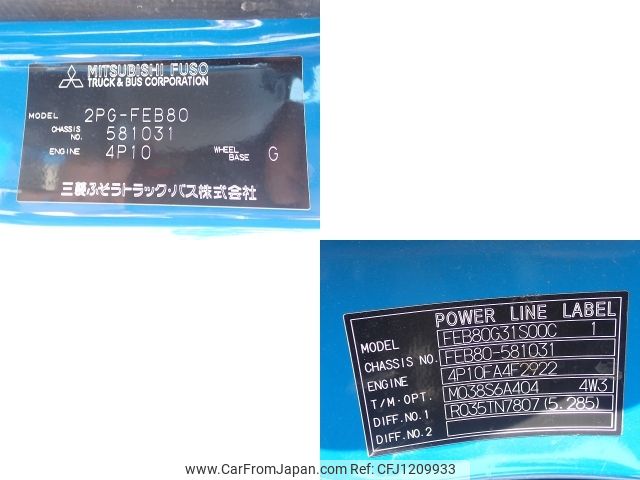 MITSUBISHI FUSO
TRUCK & BUS CORPORATION
MODEL 2PG-FEB80
CHASSIS NO. 581031
ENGINE 4P10 WHEEL BASE G
三菱ふそうトラック・バス株式会社
POWER LINE LABEL
MODEL FEB80G31S00C 1
CHASSIS NO. FEB80-581031
ENGINE 4P10FA4F2922
T/M・OPT. M038S6A404 4W3
DIFF.NO.1 R035TN7807(5.285)
DIFF.NO.2
www.CarFromJapan.com - Stock No: CFJ1209933